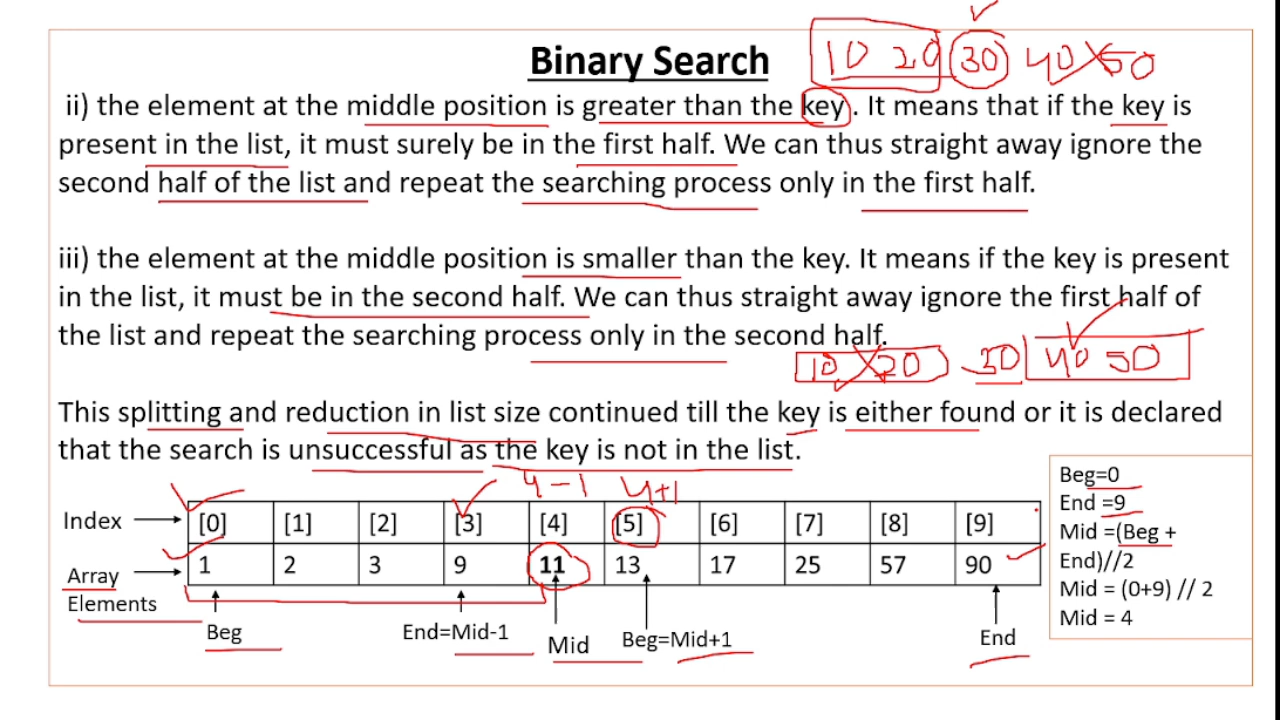 Binary Search
10 20 30 40 50
ii) the element at the middle position is greater than the key . It means that if the key is
present in the list, it must surely be in the first half. We can thus straight away ignore the
second half of the list and repeat the searching process only in the first half.
iii) the element at the middle position is smaller than the key. It means if the key is present
in the list, it must be in the second half. We can thus straight away ignore the first half of
the list and repeat the searching process only in the second half.
10 20 30 40 50
This splitting and reduction in list size continued till the key is either found or it is declared
that the search is unsuccessful as the key is not in the list.
4-1 4+1
Index [0] [1] [2] [3] [4] [5] [6] [7] [8] [9]
Array 1 2 3 9 11 13 17 25 57 90
Elements
Beg End=Mid-1 Mid Beg=Mid+1 End
Beg=0
End =9
Mid =(Beg +
End)//2
Mid = (0+9) // 2
Mid = 4